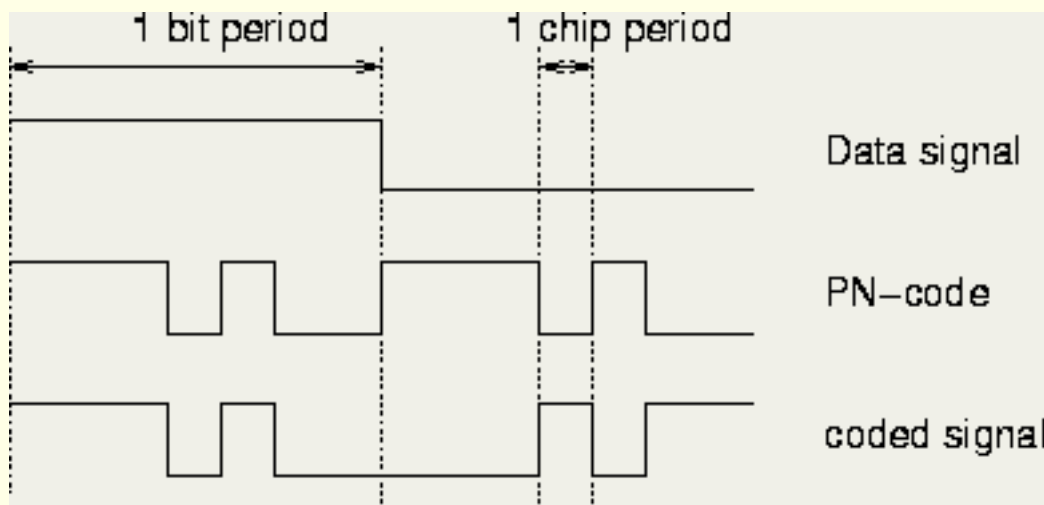 1 bit period
1 chip period
Data signal
PN–code
coded signal